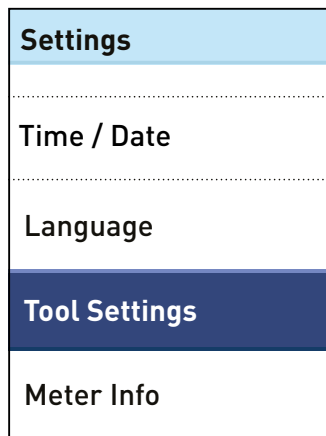 Settings
Time / Date
Language
Tool Settings
Meter Info